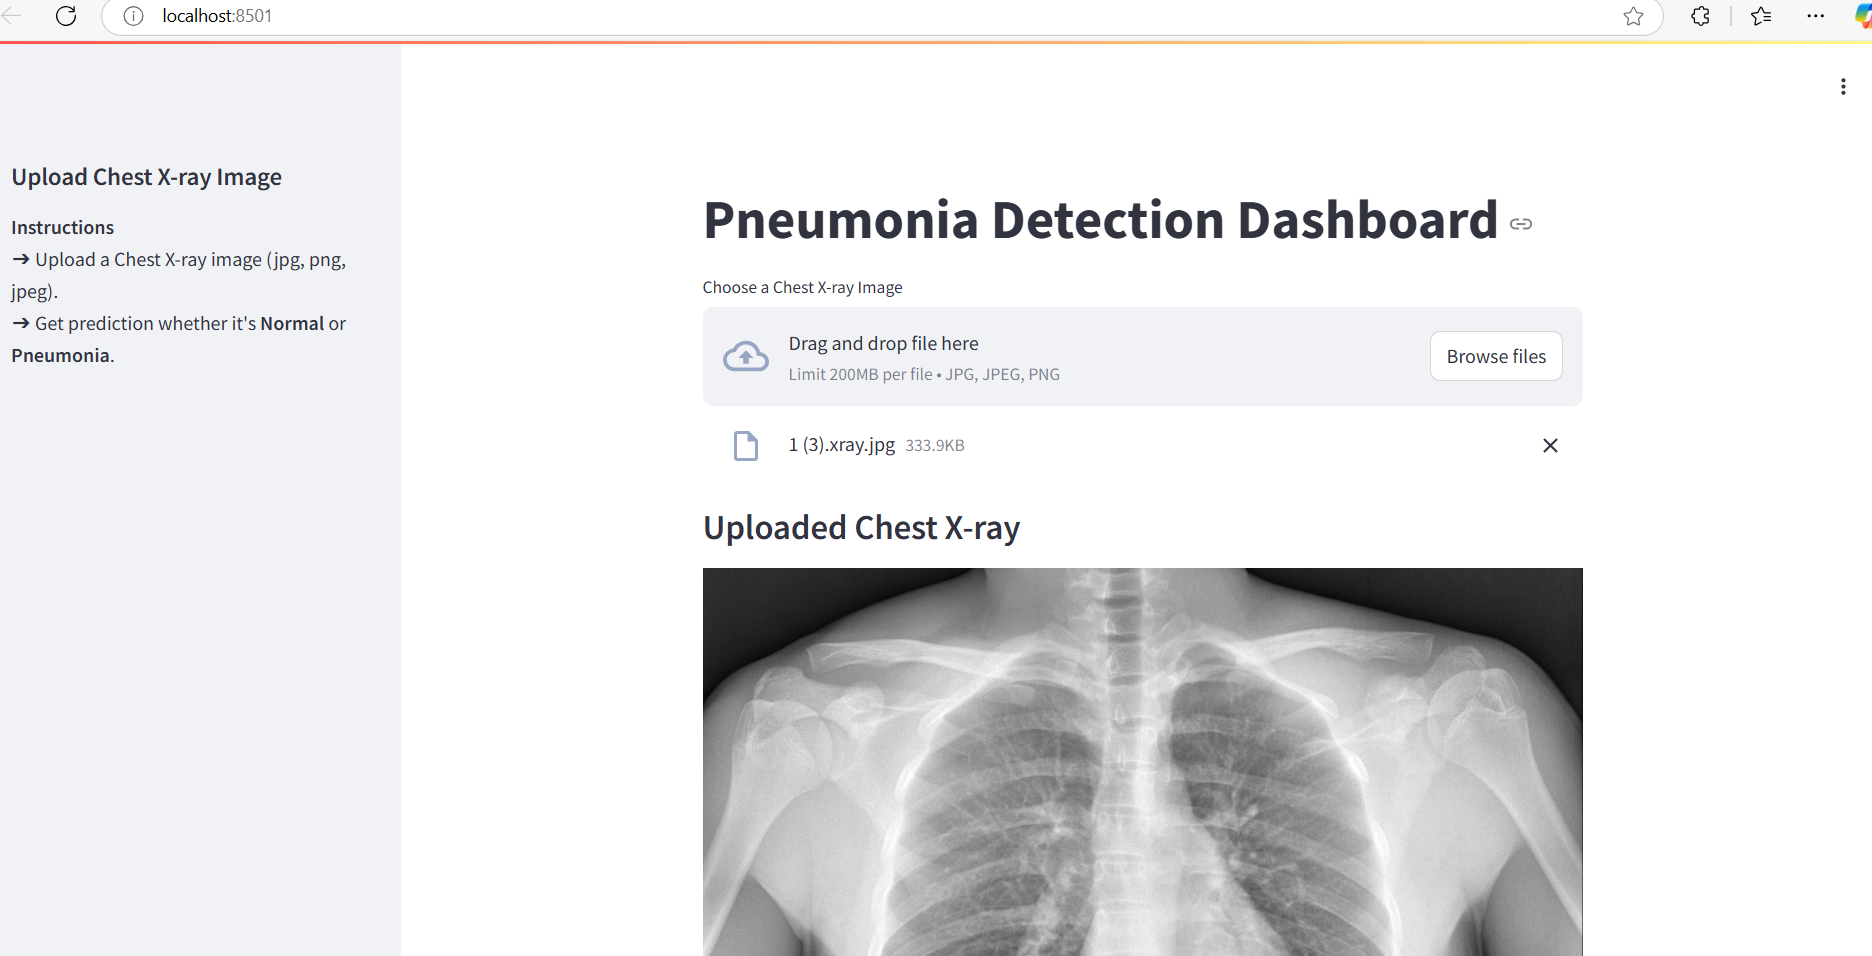 localhost:8501
Upload Chest X-ray Image
Instructions
➔ Upload a Chest X-ray image (jpg, png,
jpeg).
➔ Get prediction whether it's Normal or
Pneumonia.
Pneumonia Detection Dashboard
Choose a Chest X-ray Image
Drag and drop file here
Limit 200MB per file • JPG, JPEG, PNG
Browse files
1 (3).xray.jpg 333.9KB
Uploaded Chest X-ray